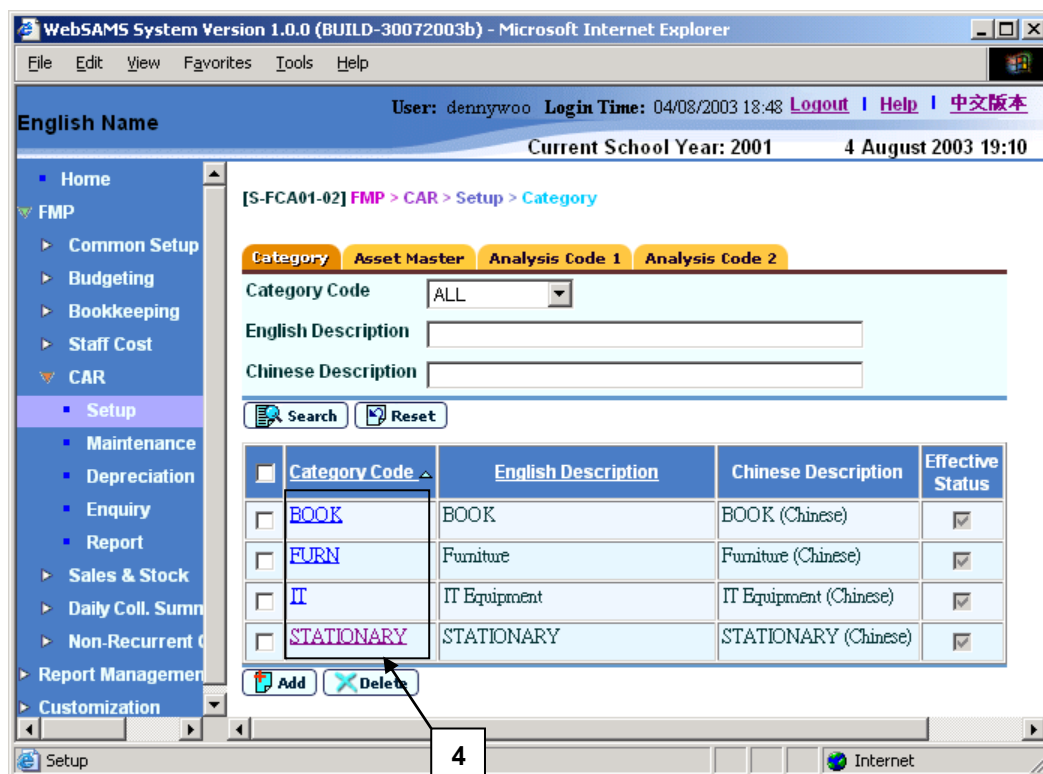 WebSAMS System Version 1.0.0 (BUILD-30072003b) - Microsoft Internet Explorer
File Edit View Favorites Tools Help
User: dennywoo Login Time: 04/08/2003 18:48 Logout | Help | 中文版本
English Name
Current School Year: 2001 4 August 2003 19:10
Home
FMP
Common Setup
Budgeting
Bookkeeping
Staff Cost
CAR
Setup
Maintenance
Depreciation
Enquiry
Report
Sales & Stock
Daily Coll. Summ
Non-Recurrent
Report Managemen
Customization
[S-FCA01-02] FMP > CAR > Setup > Category
Category Asset Master Analysis Code 1 Analysis Code 2
Category Code ALL
English Description
Chinese Description
Search Reset
Category Code English Description Chinese Description Effective Status
BOOK BOOK BOOK (Chinese)
FURN Furniture Furniture (Chinese)
IT IT Equipment IT Equipment (Chinese)
STATIONARY STATIONARY STATIONARY (Chinese)
Add Delete
4
Setup Internet